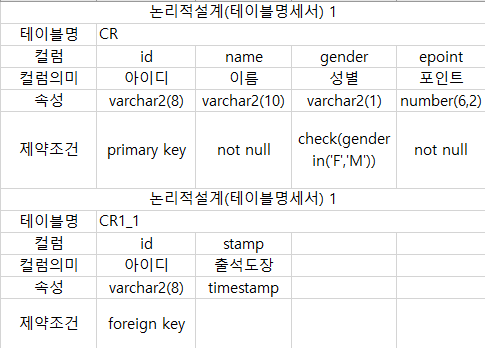 논리적설계(테이블명세서) 1
테이블명 CR
컬럼 id name gender epoint
컬럼의미 아이디 이름 성별 포인트
속성 varchar2(8) varchar2(10) varchar2(1) number(6,2)
제약조건 primary key not null check(gender in('F','M')) not null
논리적설계(테이블명세서) 1
테이블명 CR1_1
컬럼 id stamp
컬럼의미 아이디 출석도장
속성 varchar2(8) timestamp
제약조건 foreign key